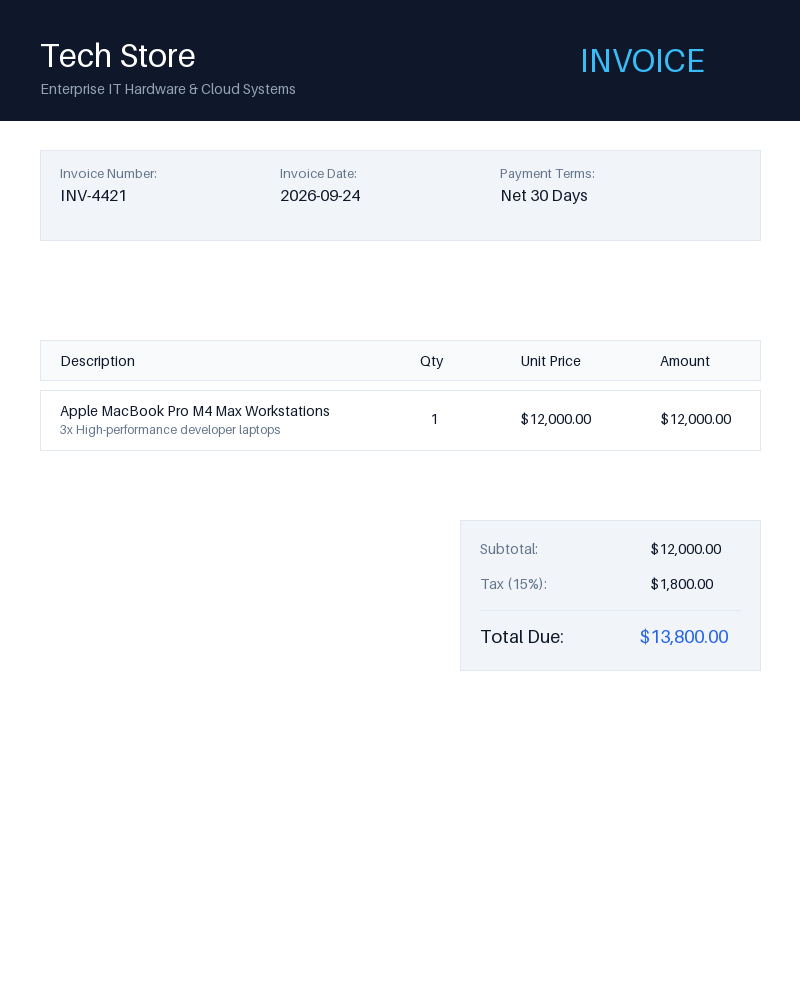 Tech Store
INVOICE
Enterprise IT Hardware & Cloud Systems
Invoice Number: Invoice Date: Payment Terms:
INV-4421 2026-09-24 Net 30 Days
Description Qty Unit Price Amount
Apple MacBook Pro M4 Max Workstations
3x High-performance developer laptops
1 $12,000.00 $12,000.00
Subtotal: $12,000.00
Tax (15%): $1,800.00
Total Due: $13,800.00